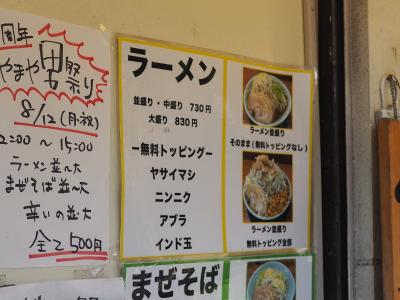 周年
やまや 男祭り
8/12(月・祝)
2:00〜15:00
ラーメン並〜大
まぜそば並〜大
辛いの並大
全て500円
ラーメン
並盛り・中盛り 730円
大盛り 830円
ー無料トッピングー
ヤサイマシ
ニンニク
アブラ
インド玉
ラーメン並盛り
そのまま(無料トッピングなし)
ラーメン並盛り
無料トッピング全部
まぜそば